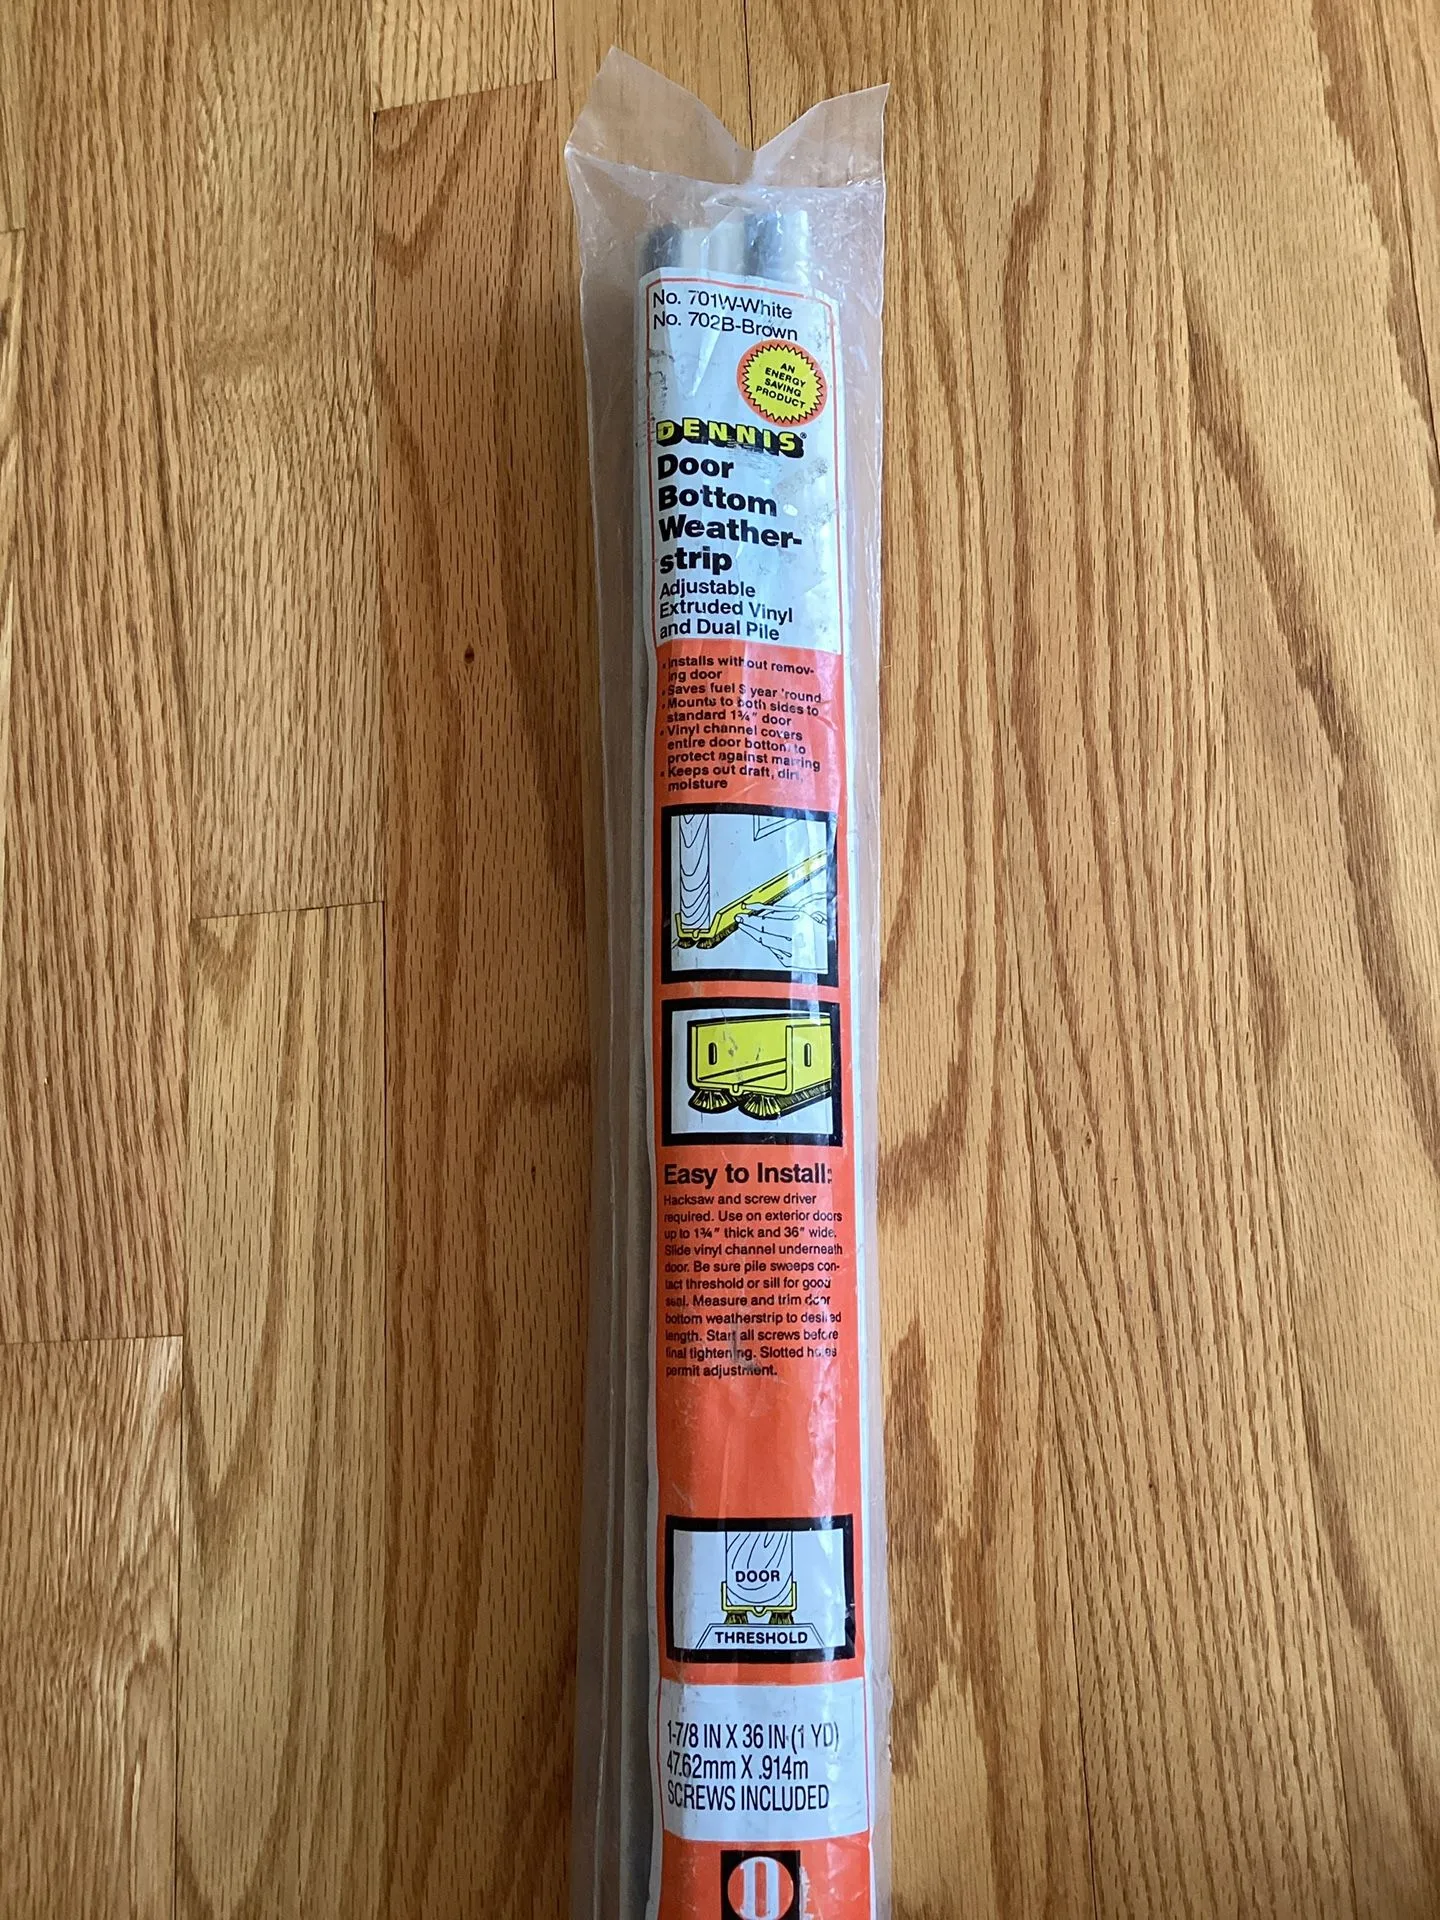 No. 701W-White
No. 702B-Brown
AN
ENERGY
SAVING
PRODUCT
DENNIS®
Door
Bottom
Weather-
strip
Adjustable
Extruded Vinyl
and Dual Pile
• Installs without remov-
ing door
• Saves fuel $ year 'round
• Mounts to both sides to
standard 1¾" door
• Vinyl channel covers
entire door bottom to
protect against marring
• Keeps out draft, dirt,
moisture
Easy to Install:
Hacksaw and screw driver
required. Use on exterior doors
up to 1¾" thick and 36" wide.
Slide vinyl channel underneath
door. Be sure pile sweeps con-
tact threshold or sill for good
seal. Measure and trim door
bottom weatherstrip to desired
length. Start all screws before
final tightening. Slotted holes
permit adjustment.
DOOR
THRESHOLD
1-7/8 IN X 36 IN (1 YD)
47.62mm X .914m
SCREWS INCLUDED
D